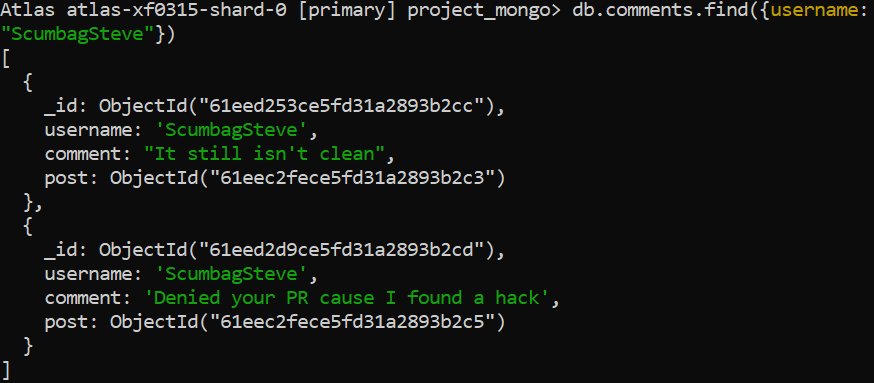 Atlas atlas-xf0315-shard-0 [primary] project_mongo> db.comments.find({username:
"ScumbagSteve"})
[
  {
    _id: ObjectId("61eed253ce5fd31a2893b2cc"),
    username: 'ScumbagSteve',
    comment: "It still isn't clean",
    post: ObjectId("61eec2fece5fd31a2893b2c3")
  },
  {
    _id: ObjectId("61eed2d9ce5fd31a2893b2cd"),
    username: 'ScumbagSteve',
    comment: 'Denied your PR cause I found a hack',
    post: ObjectId("61eec2fece5fd31a2893b2c5")
  }
]